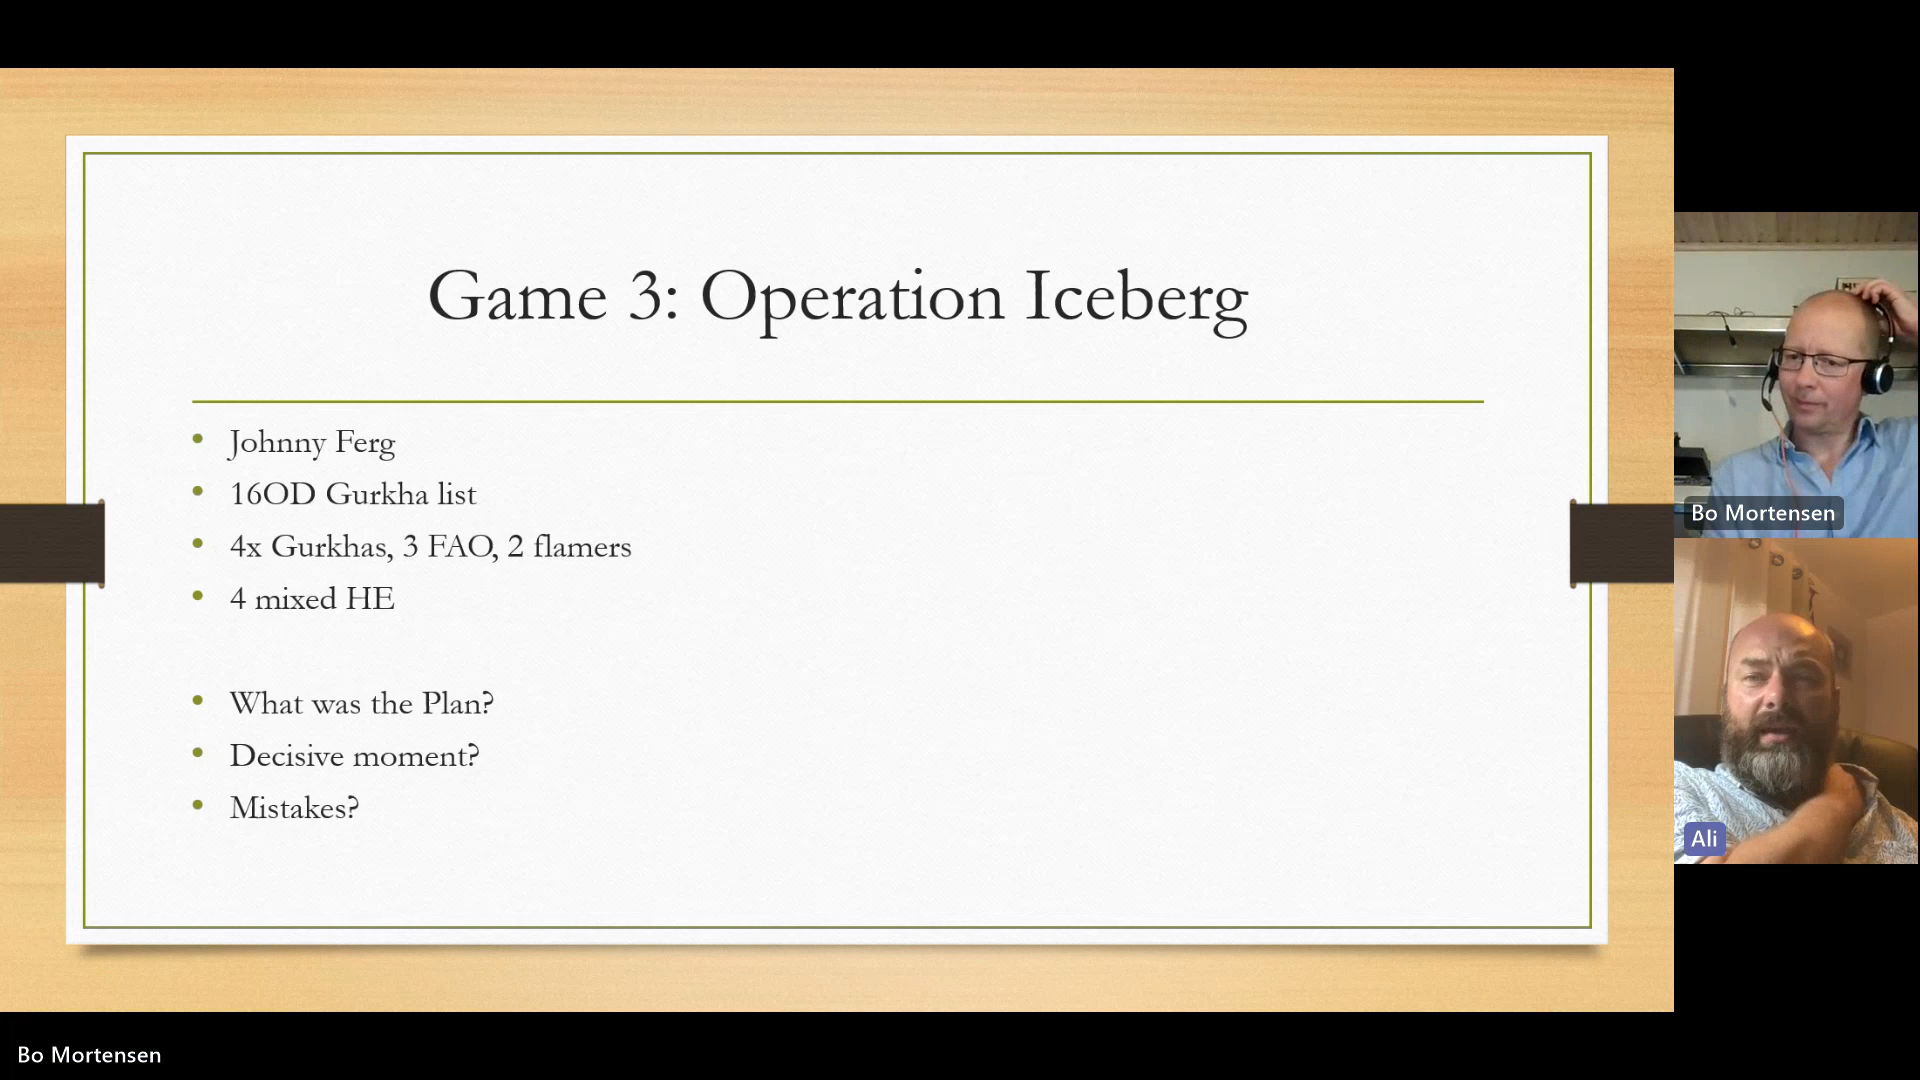 Game 3: Operation Iceberg
Johnny Ferg
16OD Gurkha list
4x Gurkhas, 3 FAO, 2 flamers
4 mixed HE
What was the Plan?
Decisive moment?
Mistakes?
Bo Mortensen
Ali
Bo Mortensen